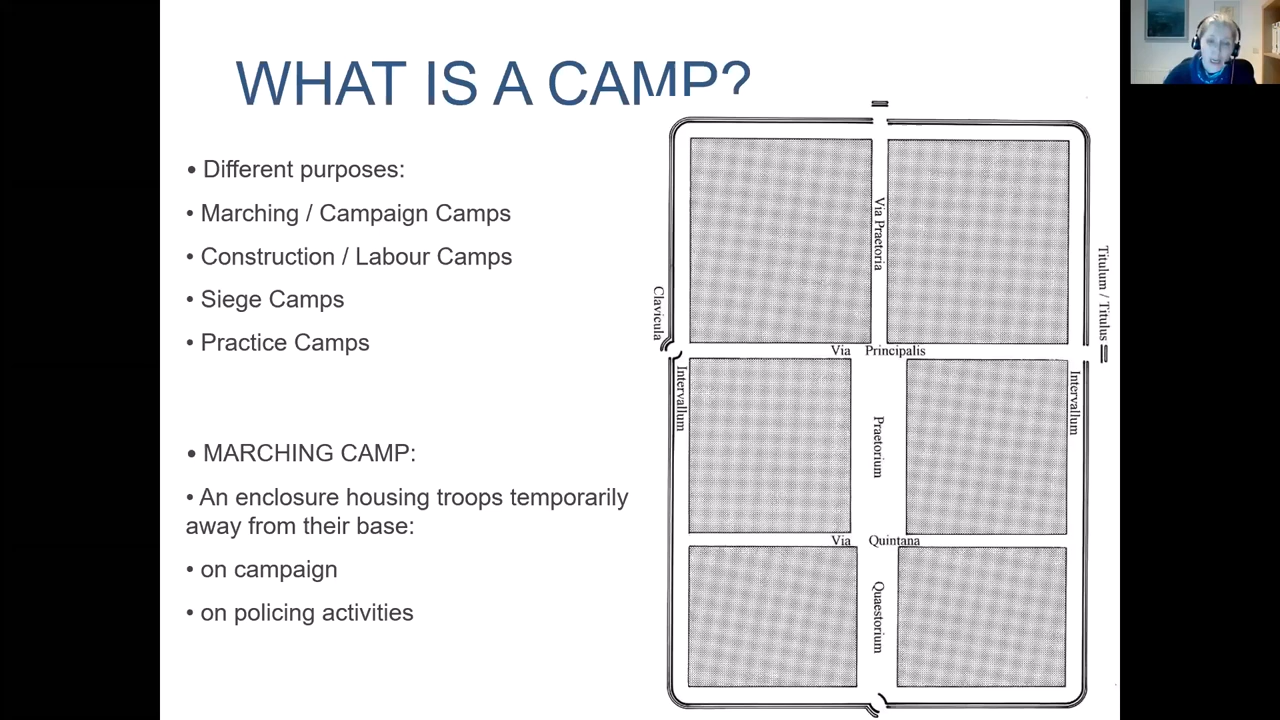 WHAT IS A CAMP?
• Different purposes:
• Marching / Campaign Camps
• Construction / Labour Camps
• Siege Camps
• Practice Camps
• MARCHING CAMP:
• An enclosure housing troops temporarily
away from their base:
• on campaign
• on policing activities
Via Praetoria
Titulum / Titulus
Clavicula
Via Principalis
Intervallum
Intervallum
Praetorium
Via Quintana
Quaestorium